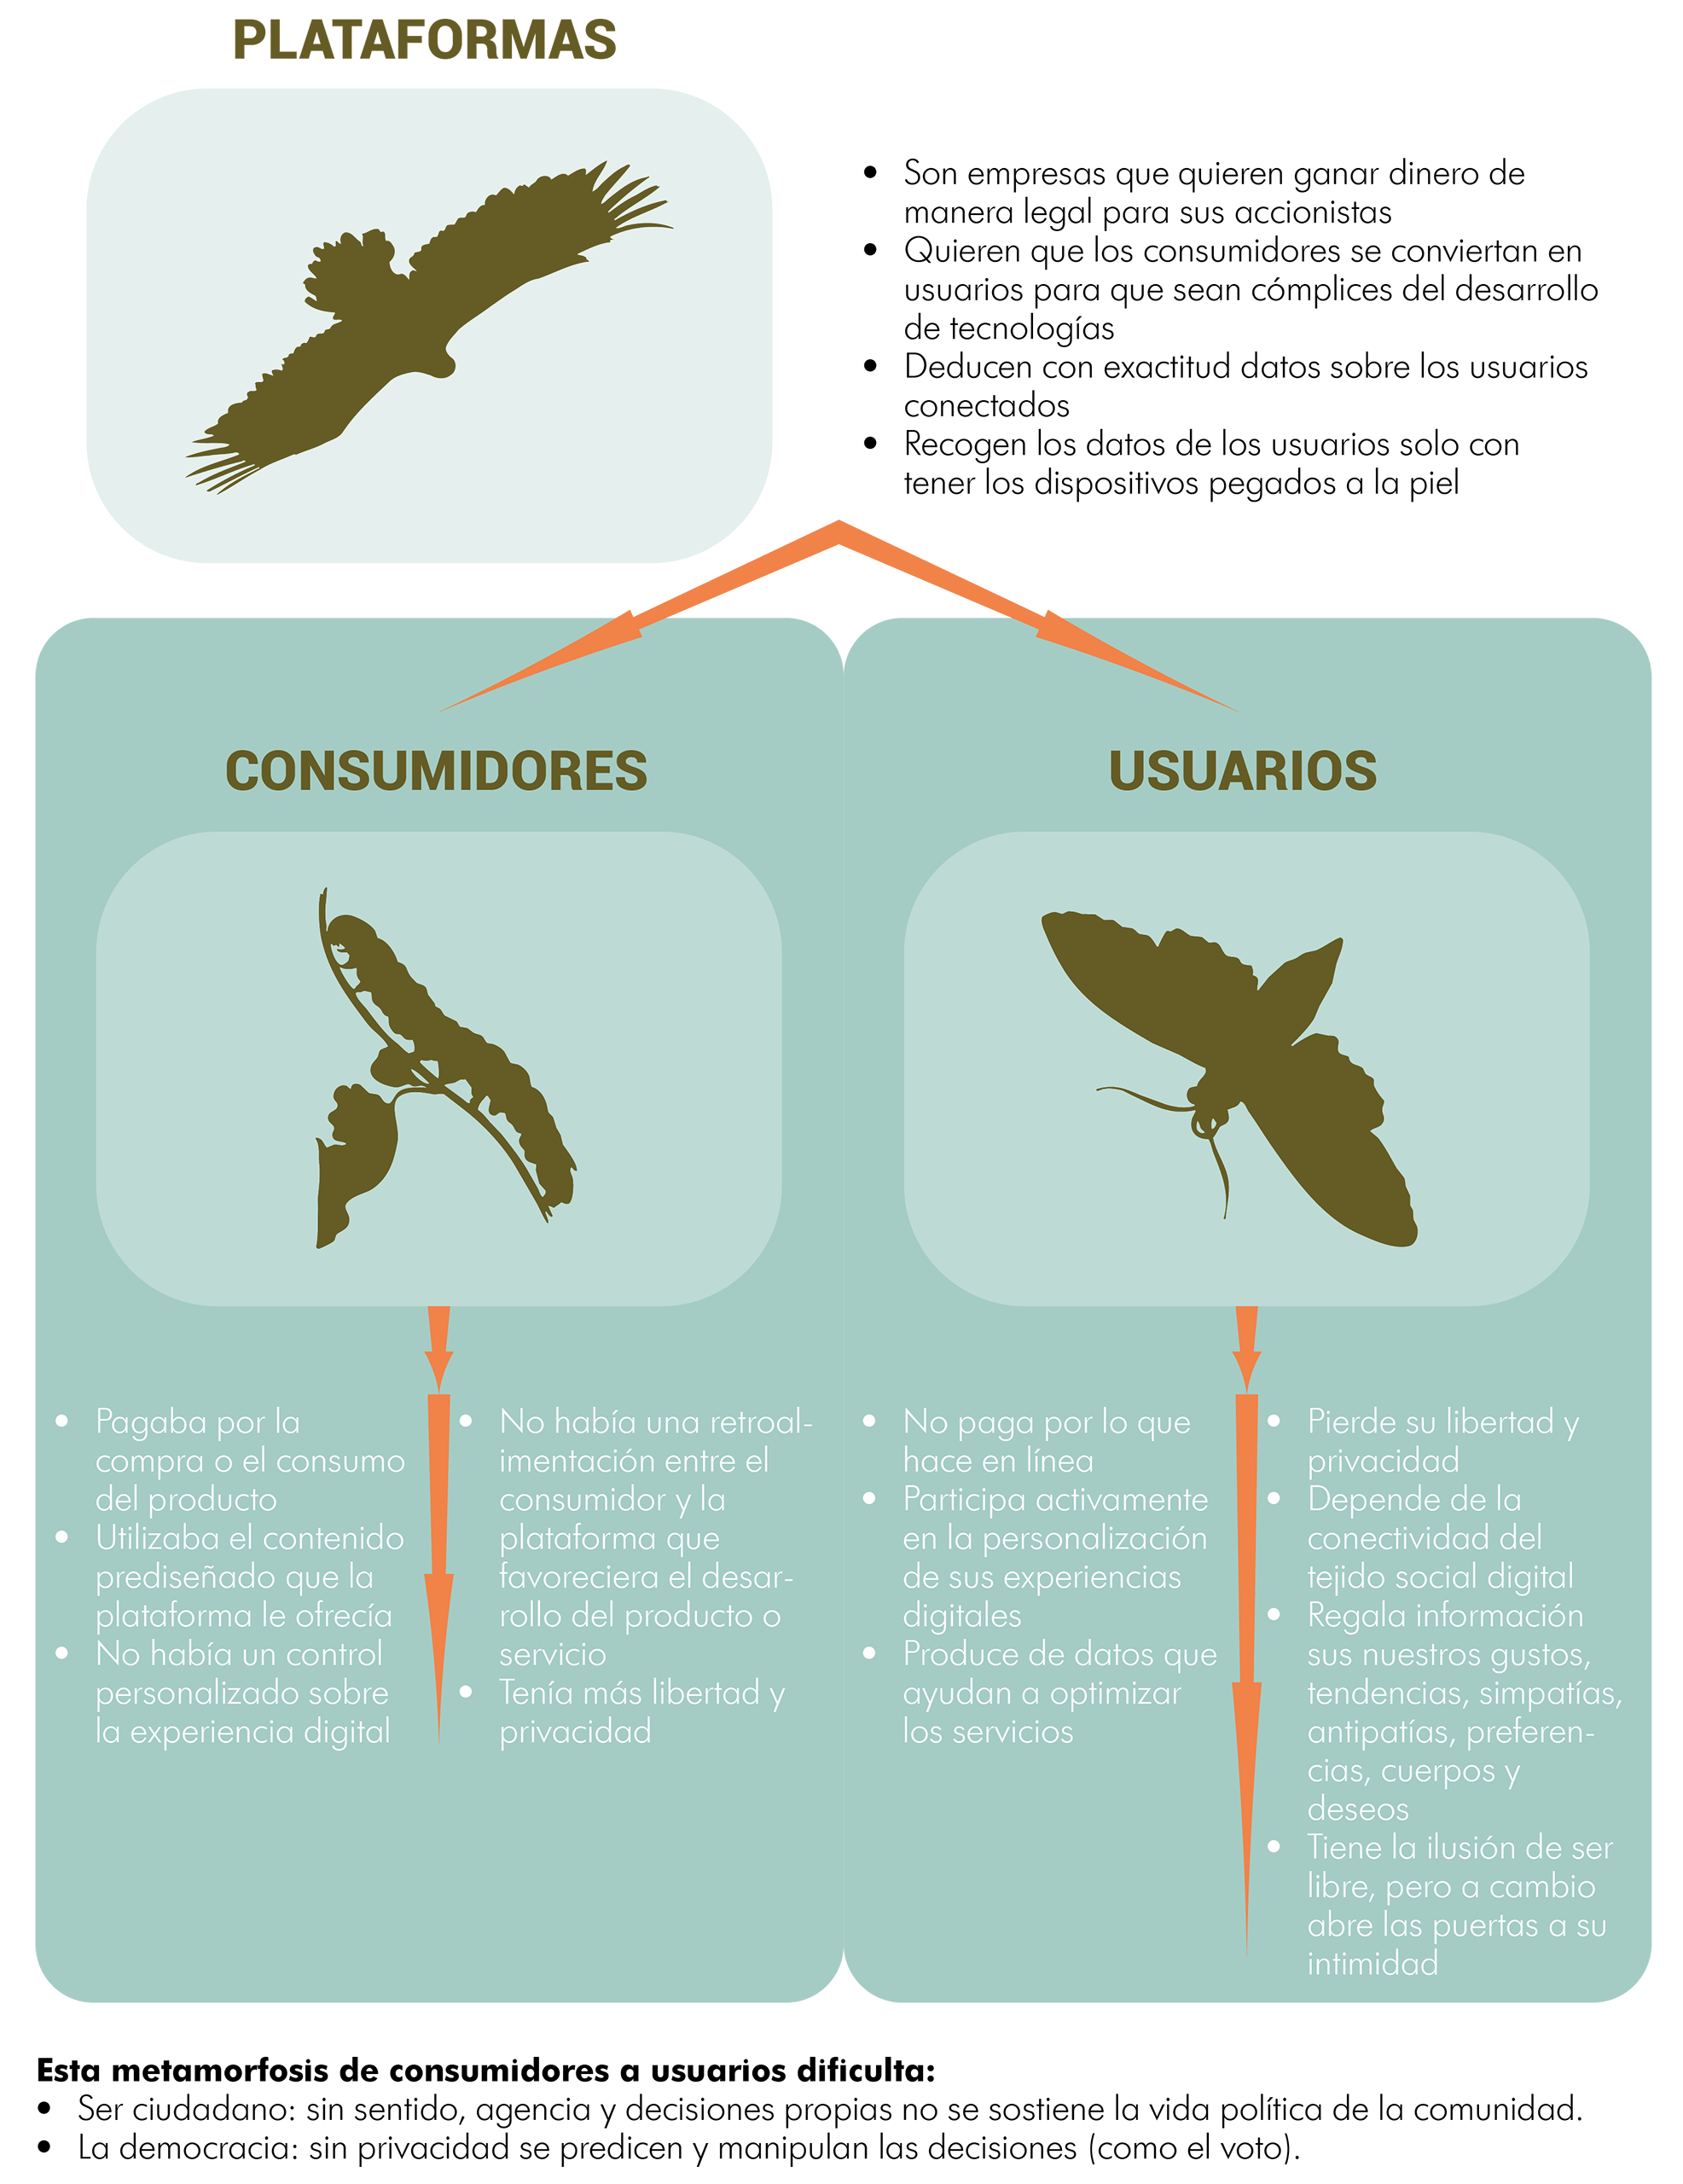 PLATAFORMAS
• Son empresas que quieren ganar dinero de
manera legal para sus accionistas
• Quieren que los consumidores se conviertan en
usuarios para que sean cómplices del desarrollo
de tecnologías
• Deducen con exactitud datos sobre los usuarios
conectados
• Recogen los datos de los usuarios solo con
tener los dispositivos pegados a la piel
CONSUMIDORES
• Pagaba por la
compra o el consumo
del producto
• Utilizaba el contenido
prediseñado que la
plataforma le ofrecía
• No había un control
personalizado sobre
la experiencia digital
• No había una retroal-
imentación entre el
consumidor y la
plataforma que
favoreciera el desar-
rollo del producto o
servicio
• Tenía más libertad y
privacidad
USUARIOS
• No paga por lo que
hace en línea
• Participa activamente
en la personalización
de sus experiencias
digitales
• Produce de datos que
ayudan a optimizar
los servicios
• Pierde su libertad y
privacidad
• Depende de la
conectividad del
tejido social digital
• Regala información
sus nuestros gustos,
tendencias, simpatías,
antipatías, preferen-
cias, cuerpos y
deseos
• Tiene la ilusión de ser
libre, pero a cambio
abre las puertas a su
intimidad
Esta metamorfosis de consumidores a usuarios dificulta:
• Ser ciudadano: sin sentido, agencia y decisiones propias no se sostiene la vida política de la comunidad.
• La democracia: sin privacidad se predicen y manipulan las decisiones (como el voto).